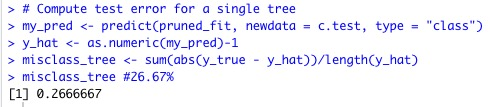 > # Compute test error for a single tree
> my_pred <- predict(pruned_fit, newdata = c.test, type = "class")
> y_hat <- as.numeric(my_pred)-1
> misclass_tree <- sum(abs(y_true - y_hat))/length(y_hat)
> misclass_tree #26.67%
[1] 0.2666667